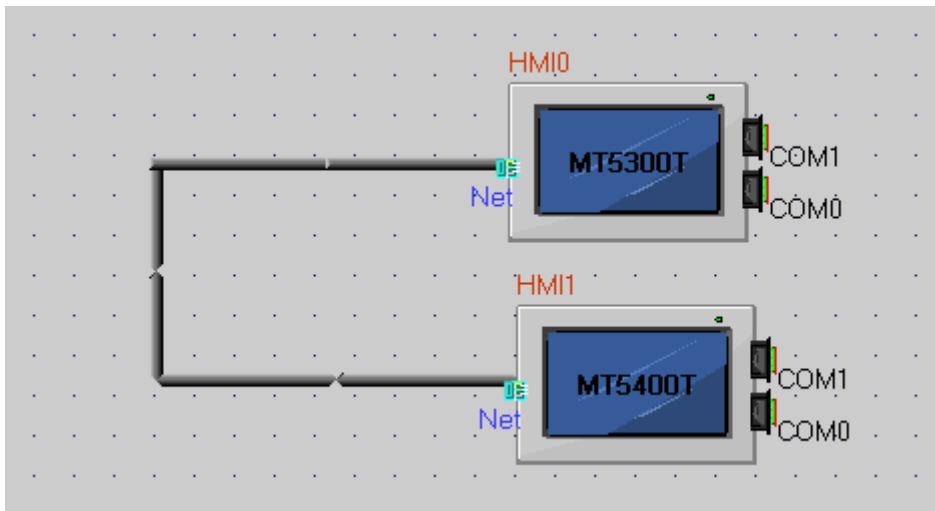 HMI0
MT5300T
COM1
Net
COM0
HMI1
MT5400T
COM1
Net
COM0